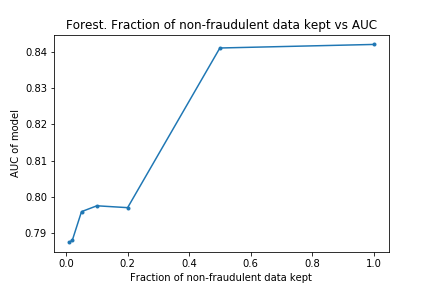 Forest. Fraction of non-fraudulent data kept vs AUC
0.84
0.83
0.82
0.81
0.80
0.79
AUC of model
0.0 0.2 0.4 0.6 0.8 1.0
Fraction of non-fraudulent data kept